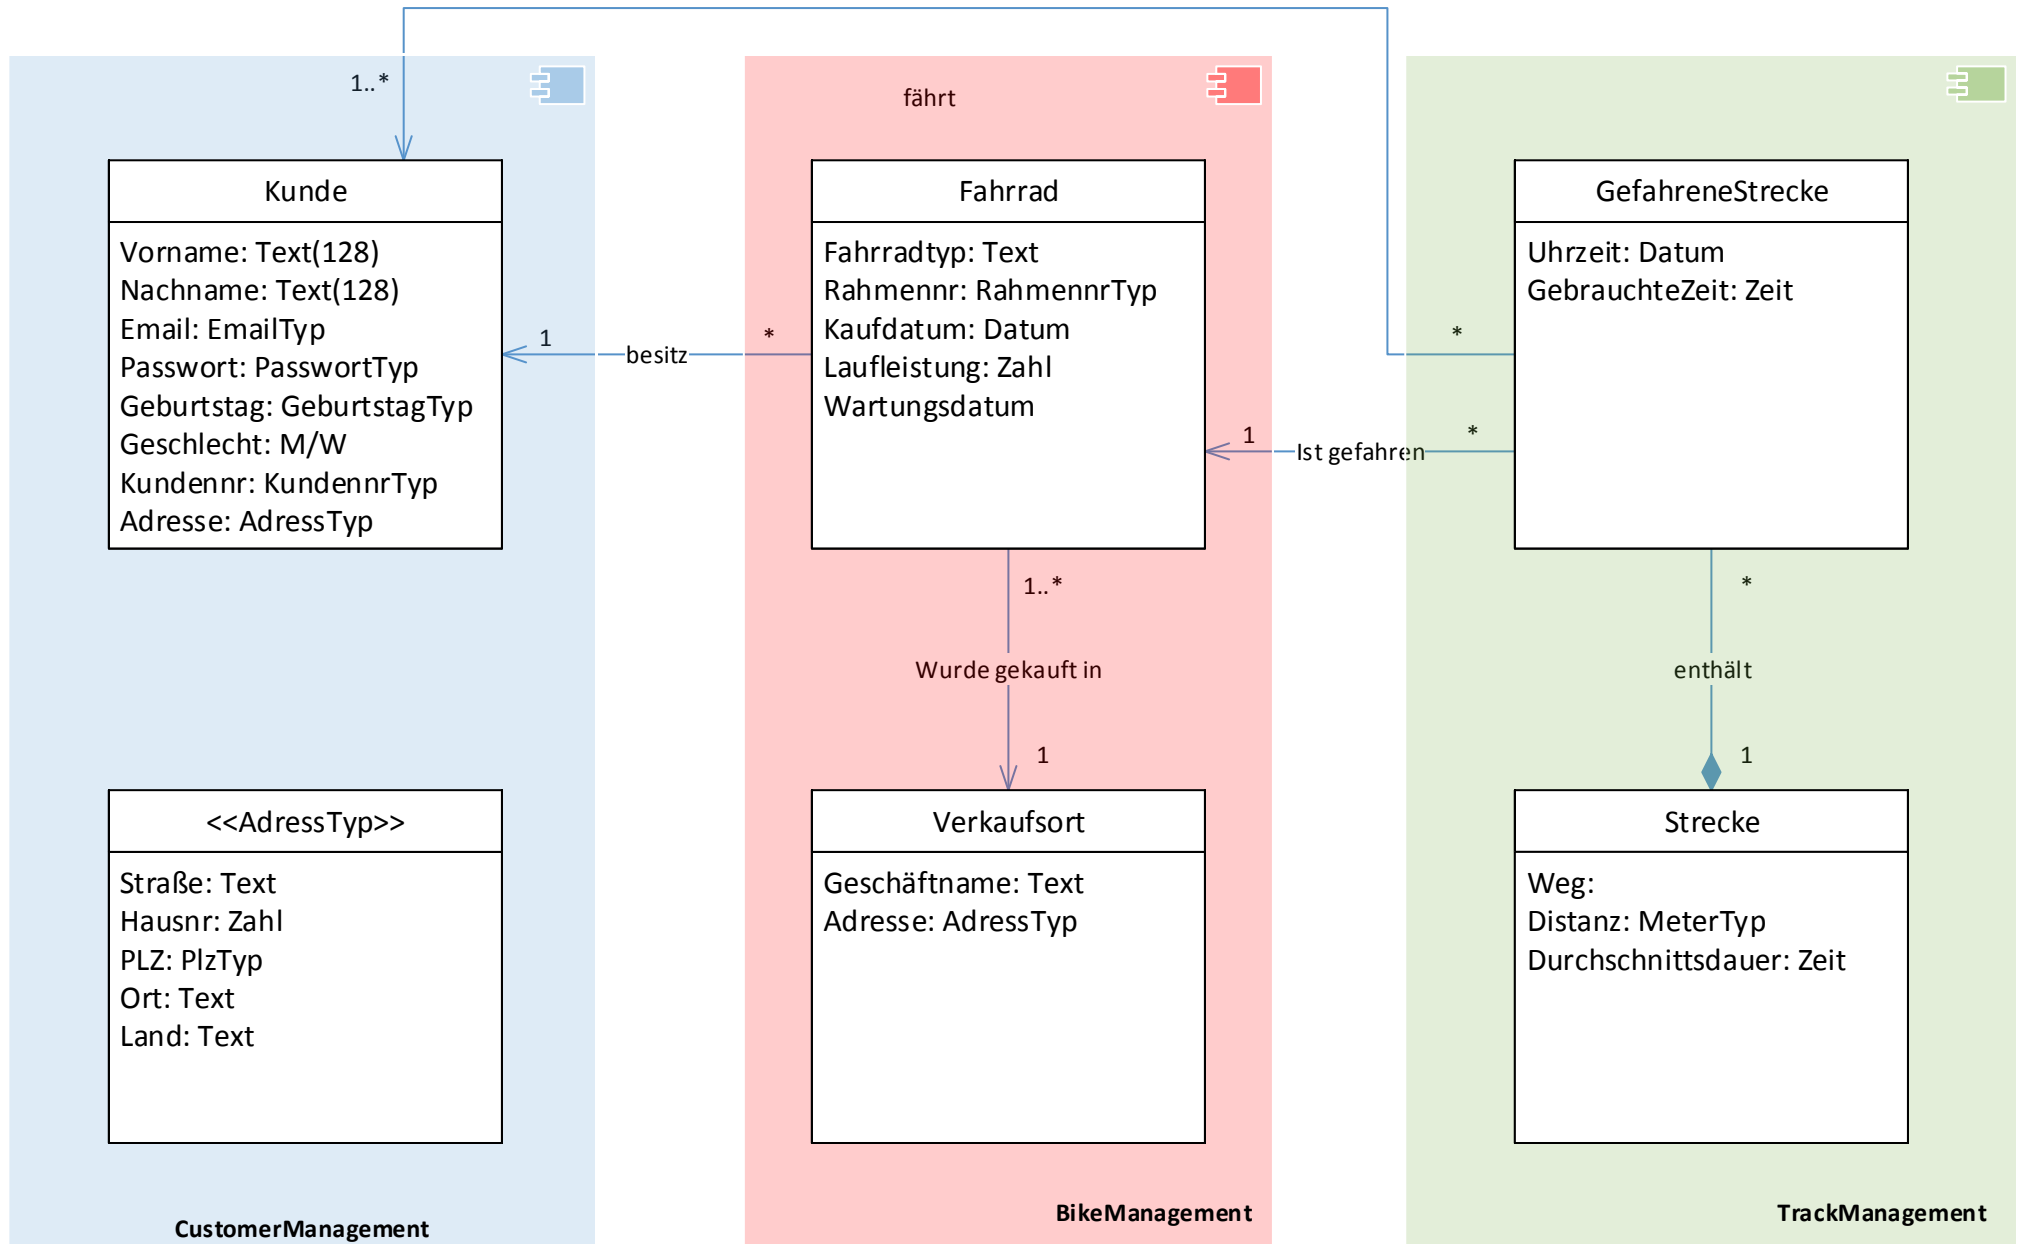 1..*
fährt
Kunde
Vorname: Text(128)
Nachname: Text(128)
Email: EmailTyp
Passwort: PasswortTyp
Geburtstag: GeburtstagTyp
Geschlecht: M/W
Kundennr: KundennrTyp
Adresse: AdressTyp
1
besitz
*
Fahrrad
Fahrradtyp: Text
Rahmennr: RahmennrTyp
Kaufdatum: Datum
Laufleistung: Zahl
Wartungsdatum
1
Ist gefahren
*
*
GefahreneStrecke
Uhrzeit: Datum
GebrauchteZeit: Zeit
1..*
Wurde gekauft in
1
*
enthält
1
<<AdressTyp>>
Straße: Text
Hausnr: Zahl
PLZ: PlzTyp
Ort: Text
Land: Text
Verkaufsort
Geschäftname: Text
Adresse: AdressTyp
Strecke
Weg:
Distanz: MeterTyp
Durchschnittsdauer: Zeit
CustomerManagement
BikeManagement
TrackManagement